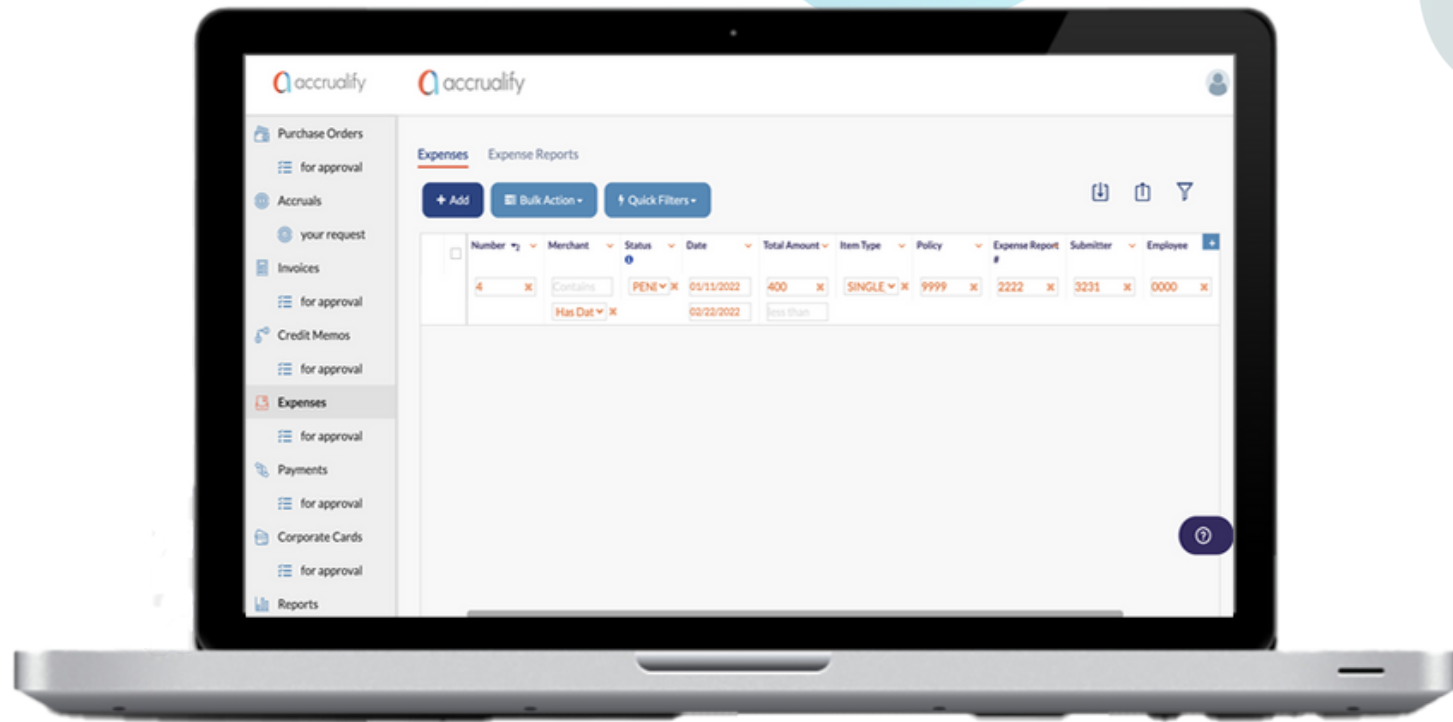 accrualify
accrualify
Purchase Orders
for approval
Accruals
your request
Invoices
for approval
Credit Memos
for approval
Expenses
for approval
Payments
for approval
Corporate Cards
for approval
Reports
Expenses Expense Reports
+ Add Bulk Action Quick Filters
Number Merchant Status Date Total Amount Item Type Policy Expense Report # Submitter Employee +
4 Contains PENI 01/11/2022 400 SINGLE 9999 2222 3231 0000
Has Dat 02/22/2022 less than